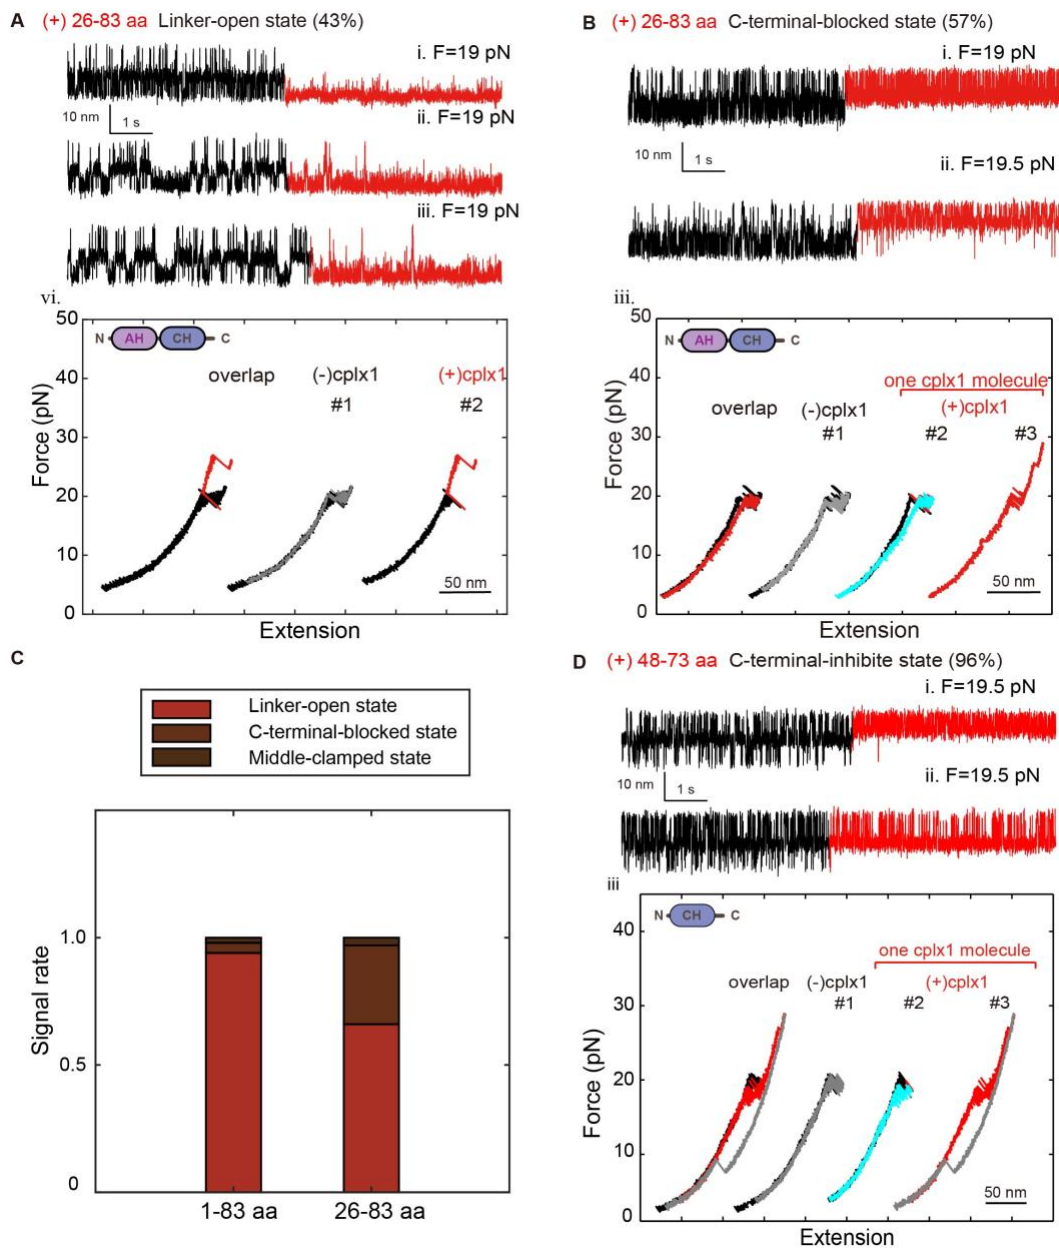 A (+) 26-83 aa Linker-open state (43%)
i. F=19 pN
10 nm
1 s
ii. F=19 pN
iii. F=19 pN
vi.
50
40
30
20
10
0
Force (pN)
N AH CH C
overlap (-)cplx1 (+)cplx1
#1 #2
50 nm
Extension
B (+) 26-83 aa C-terminal-blocked state (57%)
i. F=19 pN
10 nm
1 s
ii. F=19.5 pN
iii.
50
40
30
20
10
0
Force (pN)
N AH CH C
one cplx1 molecule
overlap (-)cplx1 (+)cplx1
#1 #2 #3
50 nm
Extension
C
Linker-open state
C-terminal-blocked state
Middle-clamped state
Signal rate
1.0
0.5
0
1-83 aa 26-83 aa
D (+) 48-73 aa C-terminal-inhibite state (96%)
i. F=19.5 pN
10 nm
1 s
ii. F=19.5 pN
iii
40
30
20
10
0
Force (pN)
N CH C
one cplx1 molecule
overlap (-)cplx1 (+)cplx1
#1 #2 #3
50 nm
Extension